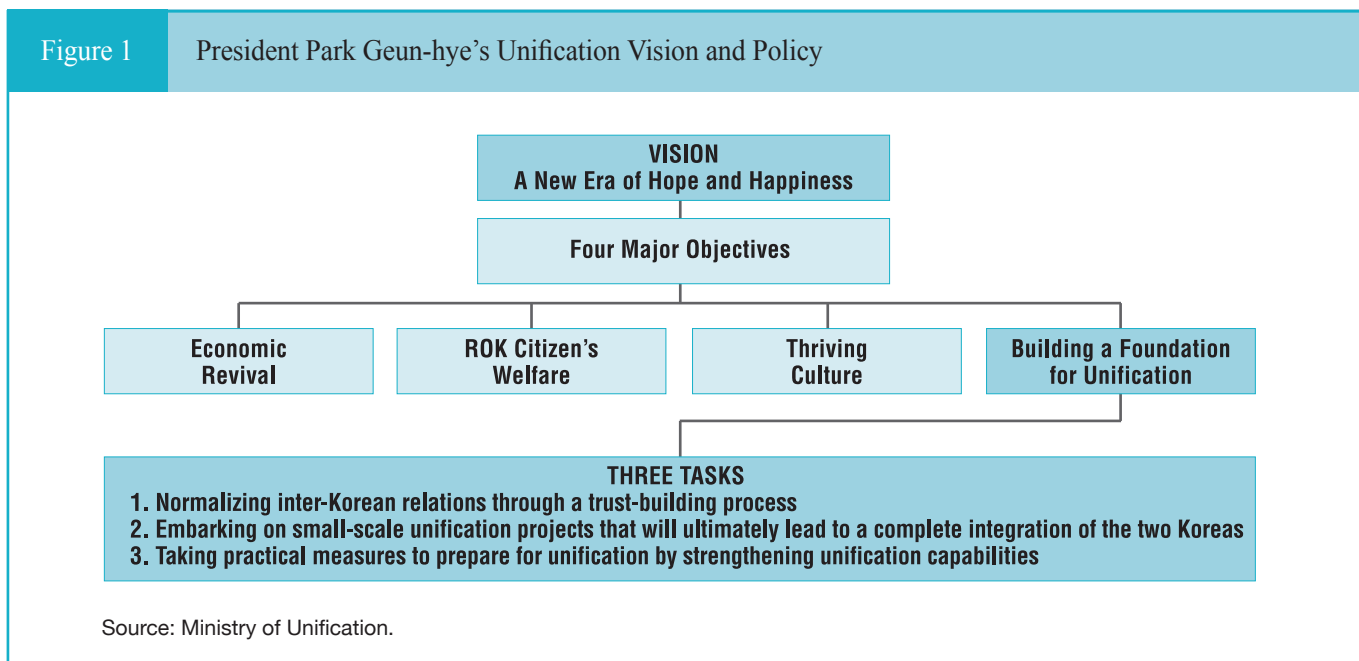 Figure 1
President Park Geun-hye’s Unification Vision and Policy
VISION
A New Era of Hope and Happiness
Four Major Objectives
Economic
Revival
ROK Citizen’s
Welfare
Thriving
Culture
Building a Foundation
for Unification
THREE TASKS
1. Normalizing inter-Korean relations through a trust-building process
2. Embarking on small-scale unification projects that will ultimately lead to a complete integration of the two Koreas
3. Taking practical measures to prepare for unification by strengthening unification capabilities
Source: Ministry of Unification.